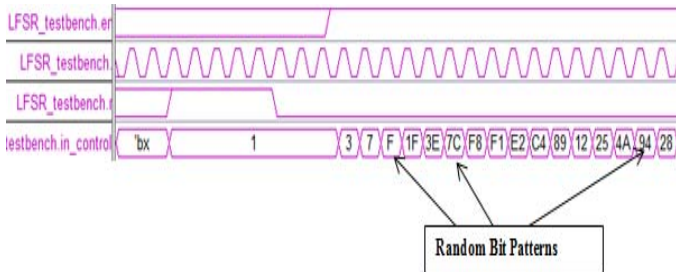 LFSR_testbench.en
LFSR_testbench.
LFSR_testbench.r
testbench.in_control 'bx 1 3 7 F 1F 3E 7C F8 F1 E2 C4 89 12 25 4A 94 28
Random Bit Patterns